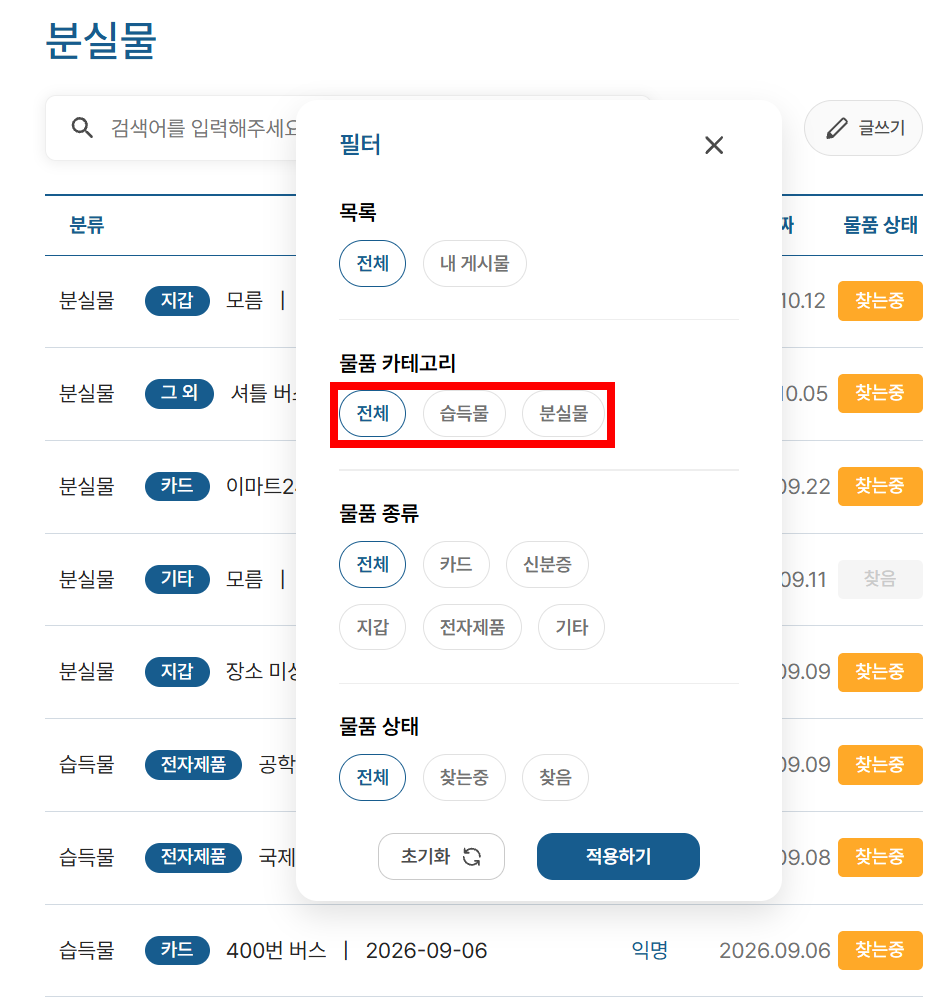 분실물
검색어를 입력해주세요
글쓰기
필터
목록
전체 내 게시물
물품 카테고리
전체 습득물 분실물
물품 종류
전체 카드 신분증
지갑 전자제품 기타
물품 상태
전체 찾는중 찾음
초기화 적용하기
분류 물품 상태
분실물 지갑 모름 | 10.12 찾는중
분실물 그 외 셔틀 10.05 찾는중
분실물 카드 이마트2 09.22 찾는중
분실물 기타 모름 | 09.11 찾음
분실물 지갑 장소 09.09 찾는중
습득물 전자제품 공학 09.09 찾는중
습득물 전자제품 국제 09.08 찾는중
습득물 카드 400번 버스 | 2026-09-06 익명 2026.09.06 찾는중